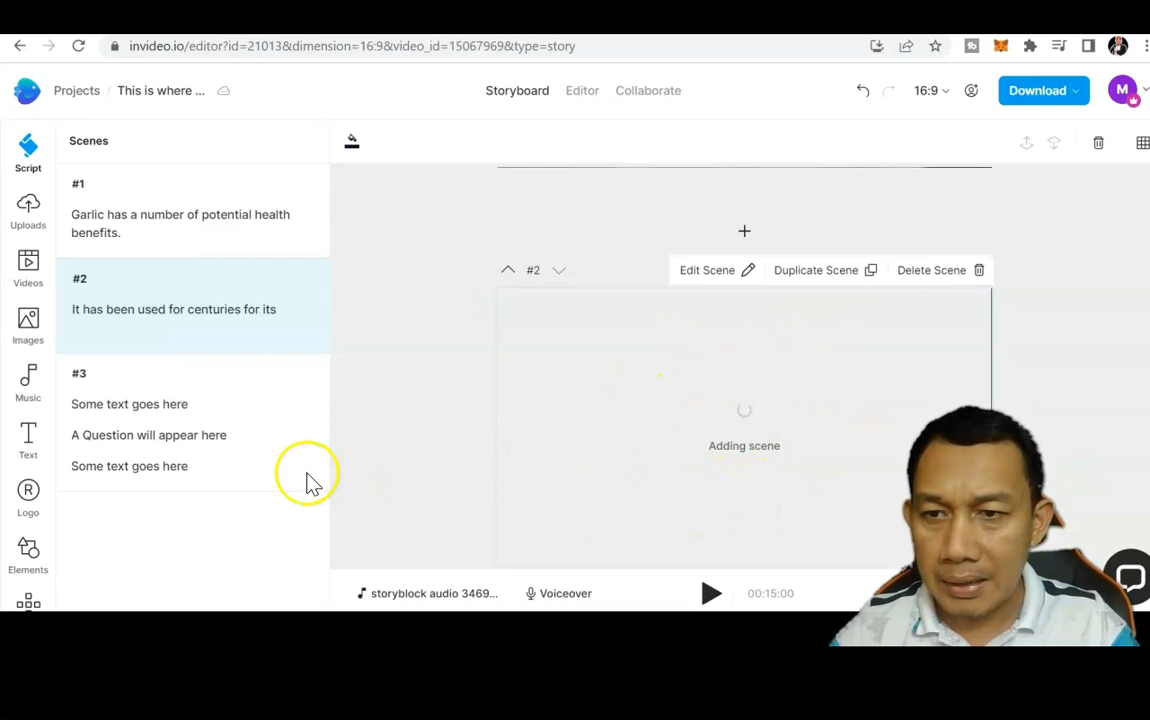 invideo.io/editor?id=21013&dimension=16:9&video_id=15067969&type=story
Projects / This is where ...
Storyboard Editor Collaborate
16:9
Download
M
Script
Uploads
Videos
Images
Music
Text
R
Logo
Elements
Scenes
#1
Garlic has a number of potential health
benefits.
#2
It has been used for centuries for its
#3
Some text goes here
A Question will appear here
Some text goes here
#2
Edit Scene
Duplicate Scene
Delete Scene
Adding scene
storyblock audio 3469...
Voiceover
00:15:00